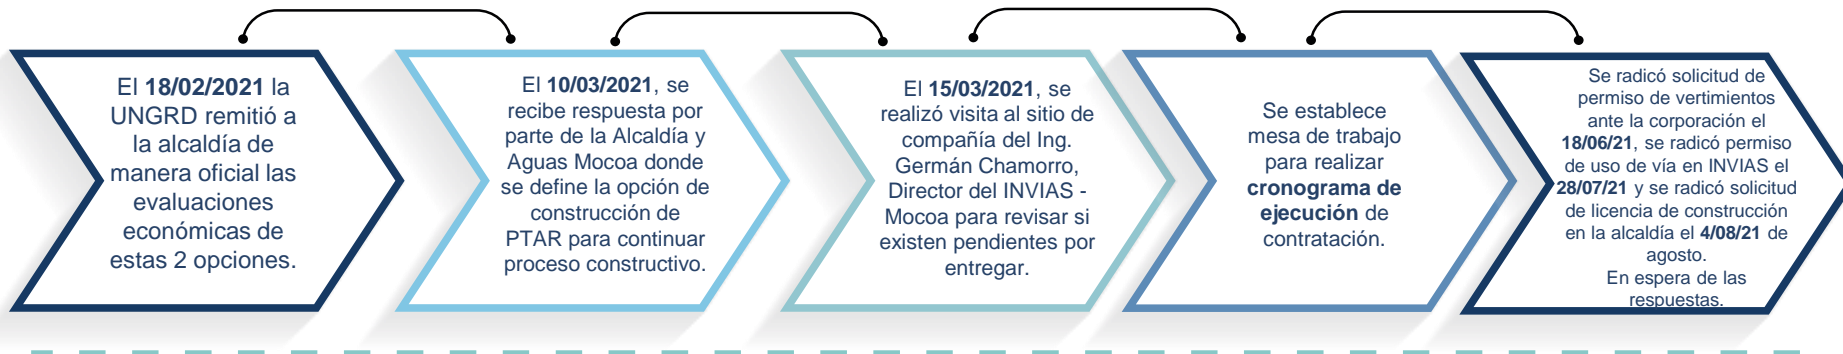 El 18/02/2021 la
UNGRD remitió a
la alcaldía de
manera oficial las
evaluaciones
económicas de
estas 2 opciones.
El 10/03/2021, se
recibe respuesta por
parte de la Alcaldía y
Aguas Mocoa donde
se define la opción de
construcción de
PTAR para continuar
proceso constructivo.
El 15/03/2021, se
realizó visita al sitio de
compañía del Ing.
Germán Chamorro,
Director del INVIAS -
Mocoa para revisar si
existen pendientes por
entregar.
Se establece
mesa de trabajo
para realizar
cronograma de
ejecución de
contratación.
Se radicó solicitud de
permiso de vertimientos
ante la corporación el
18/06/21, se radicó permiso
de uso de vía en INVIAS el
28/07/21 y se radicó solicitud
de licencia de construcción
en la alcaldía el 4/08/21 de
agosto.
En espera de las
respuestas.